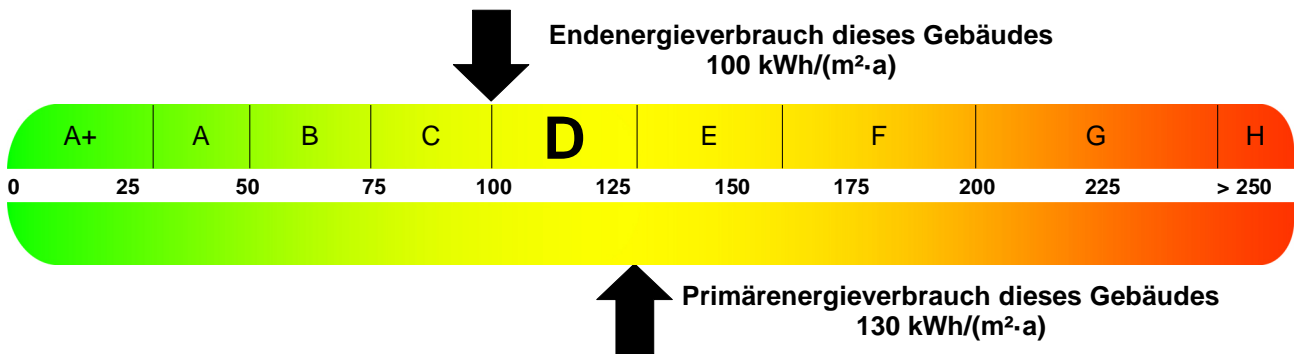 Endenergieverbrauch dieses Gebäudes
100 kWh/(m²·a)
A+ A B C D E F G H
0 25 50 75 100 125 150 175 200 225 > 250
Primärenergieverbrauch dieses Gebäudes
130 kWh/(m²·a)